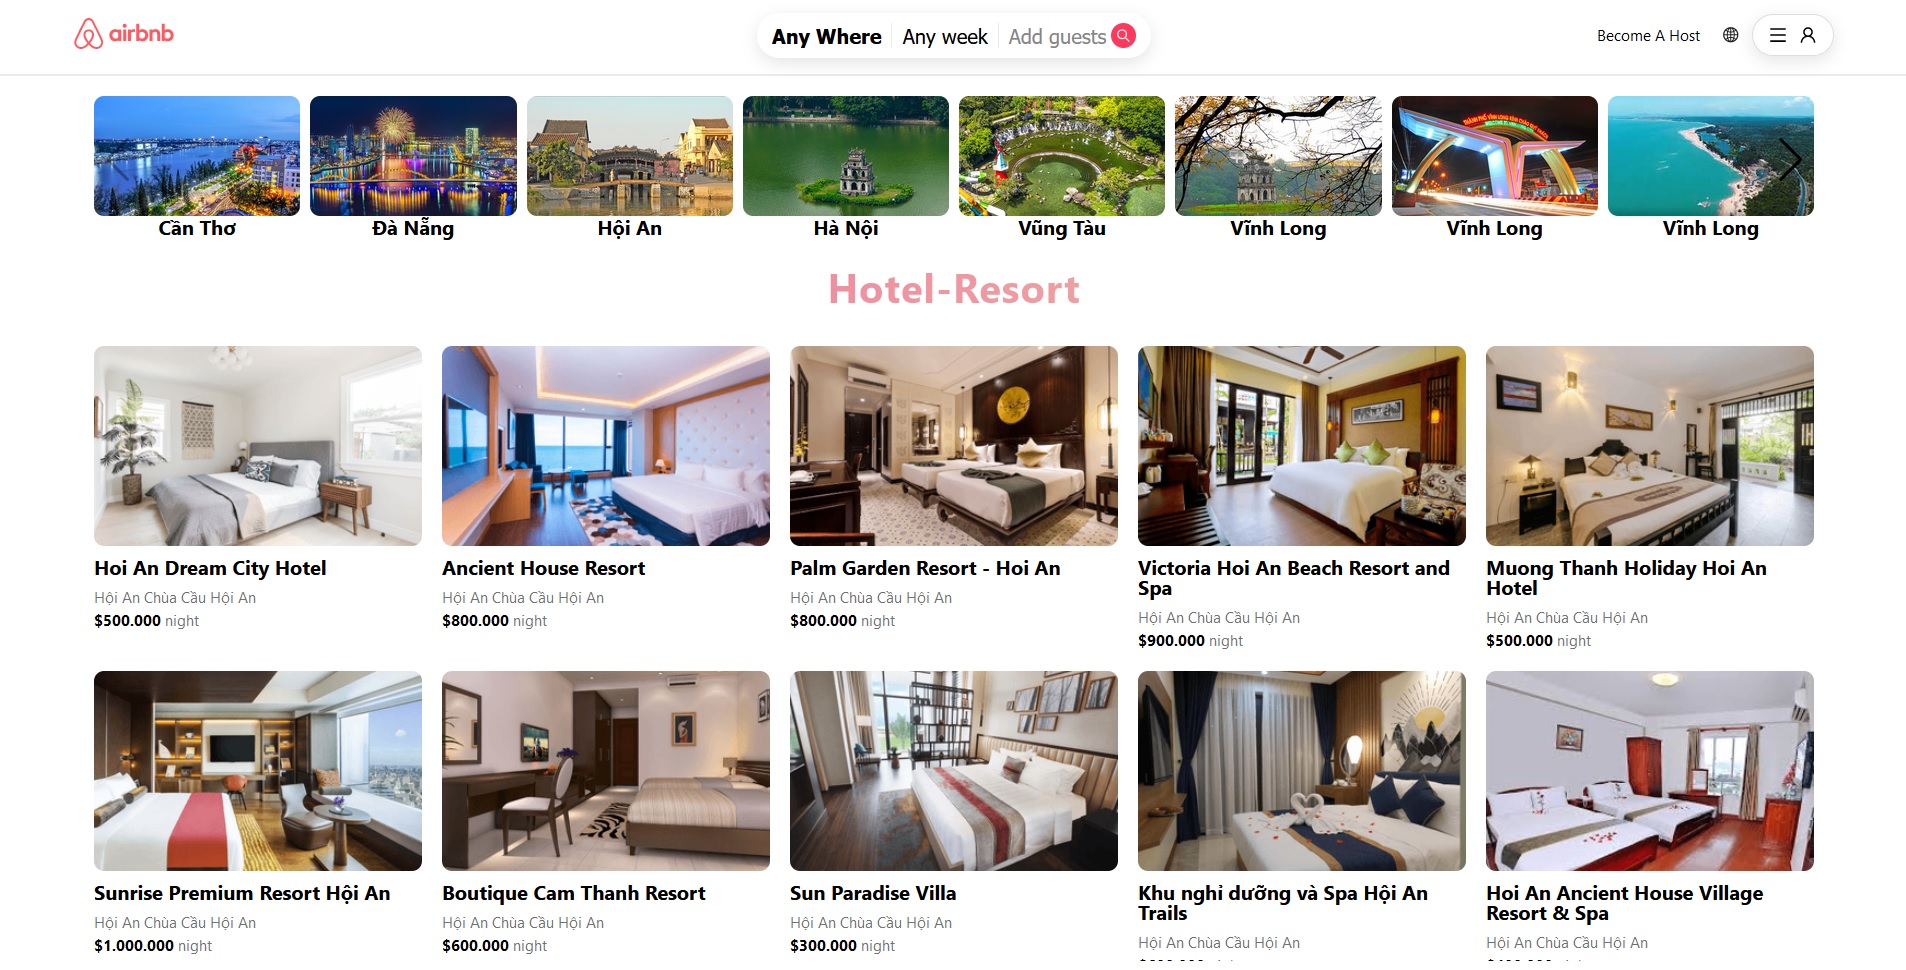 airbnb
Any Where
Any week
Add guests
Become A Host
THÀNH PHỐ VĨNH LONG KÍNH CHÀO QUÝ KHÁCH
Cần Thơ
Đà Nẵng
Hội An
Hà Nội
Vũng Tàu
Vĩnh Long
Vĩnh Long
Vĩnh Long
Hotel-Resort
Hoi An Dream City Hotel
Hội An Chùa Cầu Hội An
$500.000 night
Ancient House Resort
Hội An Chùa Cầu Hội An
$800.000 night
Palm Garden Resort - Hoi An
Hội An Chùa Cầu Hội An
$800.000 night
Victoria Hoi An Beach Resort and
Spa
Hội An Chùa Cầu Hội An
$900.000 night
Muong Thanh Holiday Hoi An
Hotel
Hội An Chùa Cầu Hội An
$500.000 night
Sunrise Premium Resort Hội An
Hội An Chùa Cầu Hội An
$1.000.000 night
Boutique Cam Thanh Resort
Hội An Chùa Cầu Hội An
$600.000 night
Sun Paradise Villa
Hội An Chùa Cầu Hội An
$300.000 night
Khu nghỉ dưỡng và Spa Hội An
Trails
Hội An Chùa Cầu Hội An
Hoi An Ancient House Village
Resort & Spa
Hội An Chùa Cầu Hội An